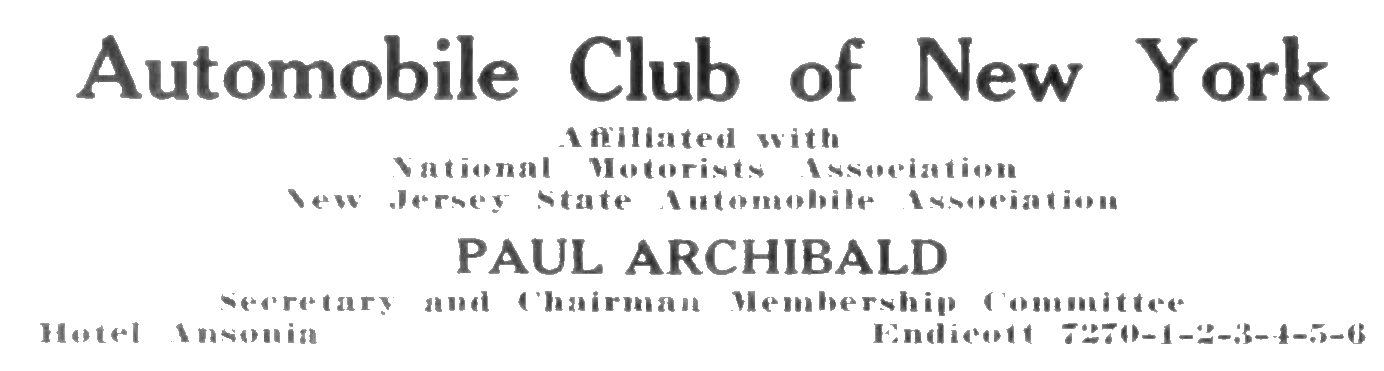 Automobile Club of New York
Affiliated with
National Motorists Association
New Jersey State Automobile Association
PAUL ARCHIBALD
Secretary and Chairman Membership Committee
Hotel Ansonia Endicott 7270-1-2-3-4-5-6